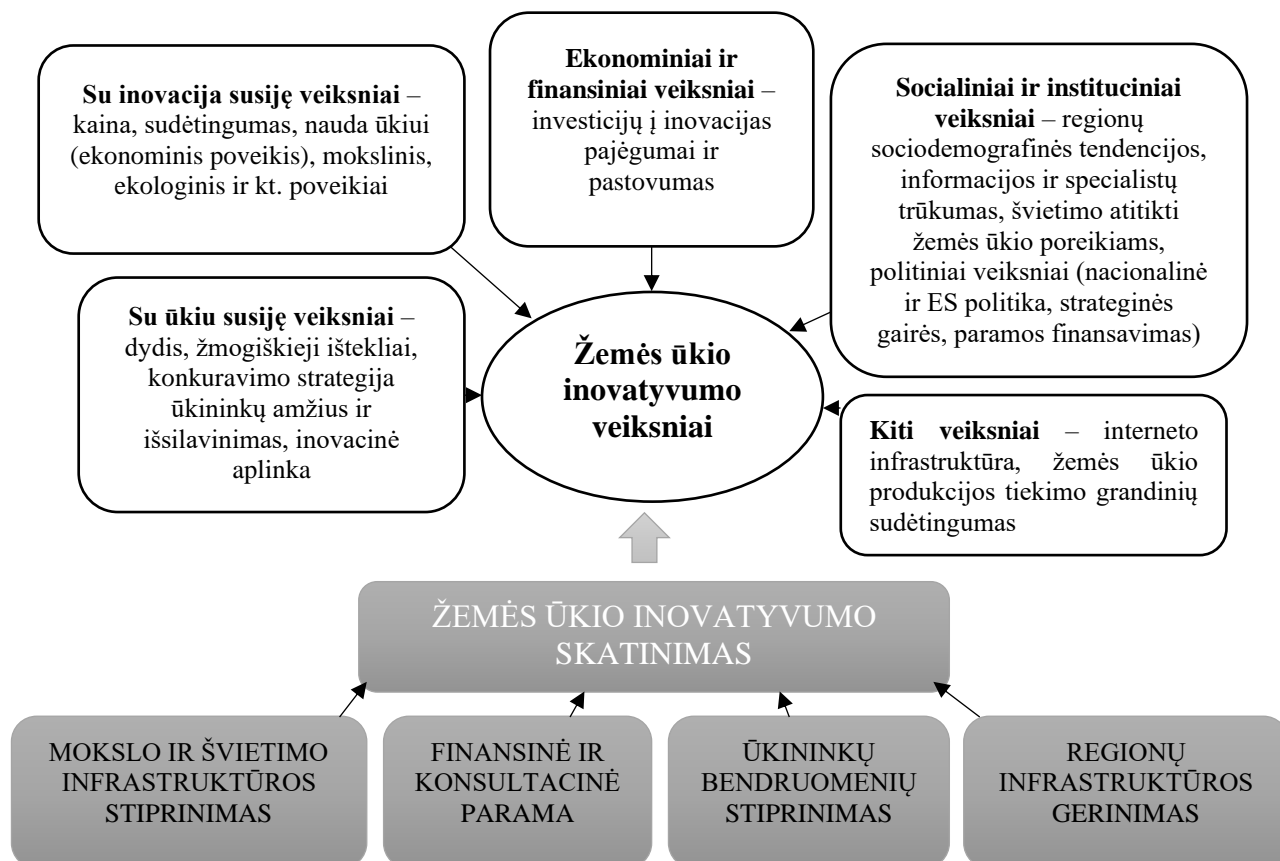 Su inovacija susiję veiksniai –
kaina, sudėtingumas, nauda ūkiui
(ekonominis poveikis), mokslinis,
ekologinis ir kt. poveikiai
Ekonominiai ir
finansiniai veiksniai –
investicijų į inovacijas
pajėgumai ir
pastovumas
Socialiniai ir instituciniai
veiksniai – regionų
sociodemografinės tendencijos,
informacijos ir specialistų
trūkumas, švietimo atitikti
žemės ūkio poreikiams,
politiniai veiksniai (nacionalinė
ir ES politika, strateginės
gairės, paramos finansavimas)
Su ūkiu susiję veiksniai –
dydis, žmogiškieji ištekliai,
konkuravimo strategija
ūkininkų amžius ir
išsilavinimas, inovacinė
aplinka
Žemės ūkio
inovatyvumo
veiksniai
Kiti veiksniai – interneto
infrastruktūra, žemės ūkio
produkcijos tiekimo grandinių
sudėtingumas
ŽEMĖS ŪKIO INOVATYVUMO
SKATINIMAS
MOKSLO IR ŠVIETIMO
INFRASTRUKTŪROS
STIPRINIMAS
FINANSINĖ IR
KONSULTACINĖ
PARAMA
ŪKININKŲ
BENDRUOMENIŲ
STIPRINIMAS
REGIONŲ
INFRASTRUKTŪROS
GERINIMAS